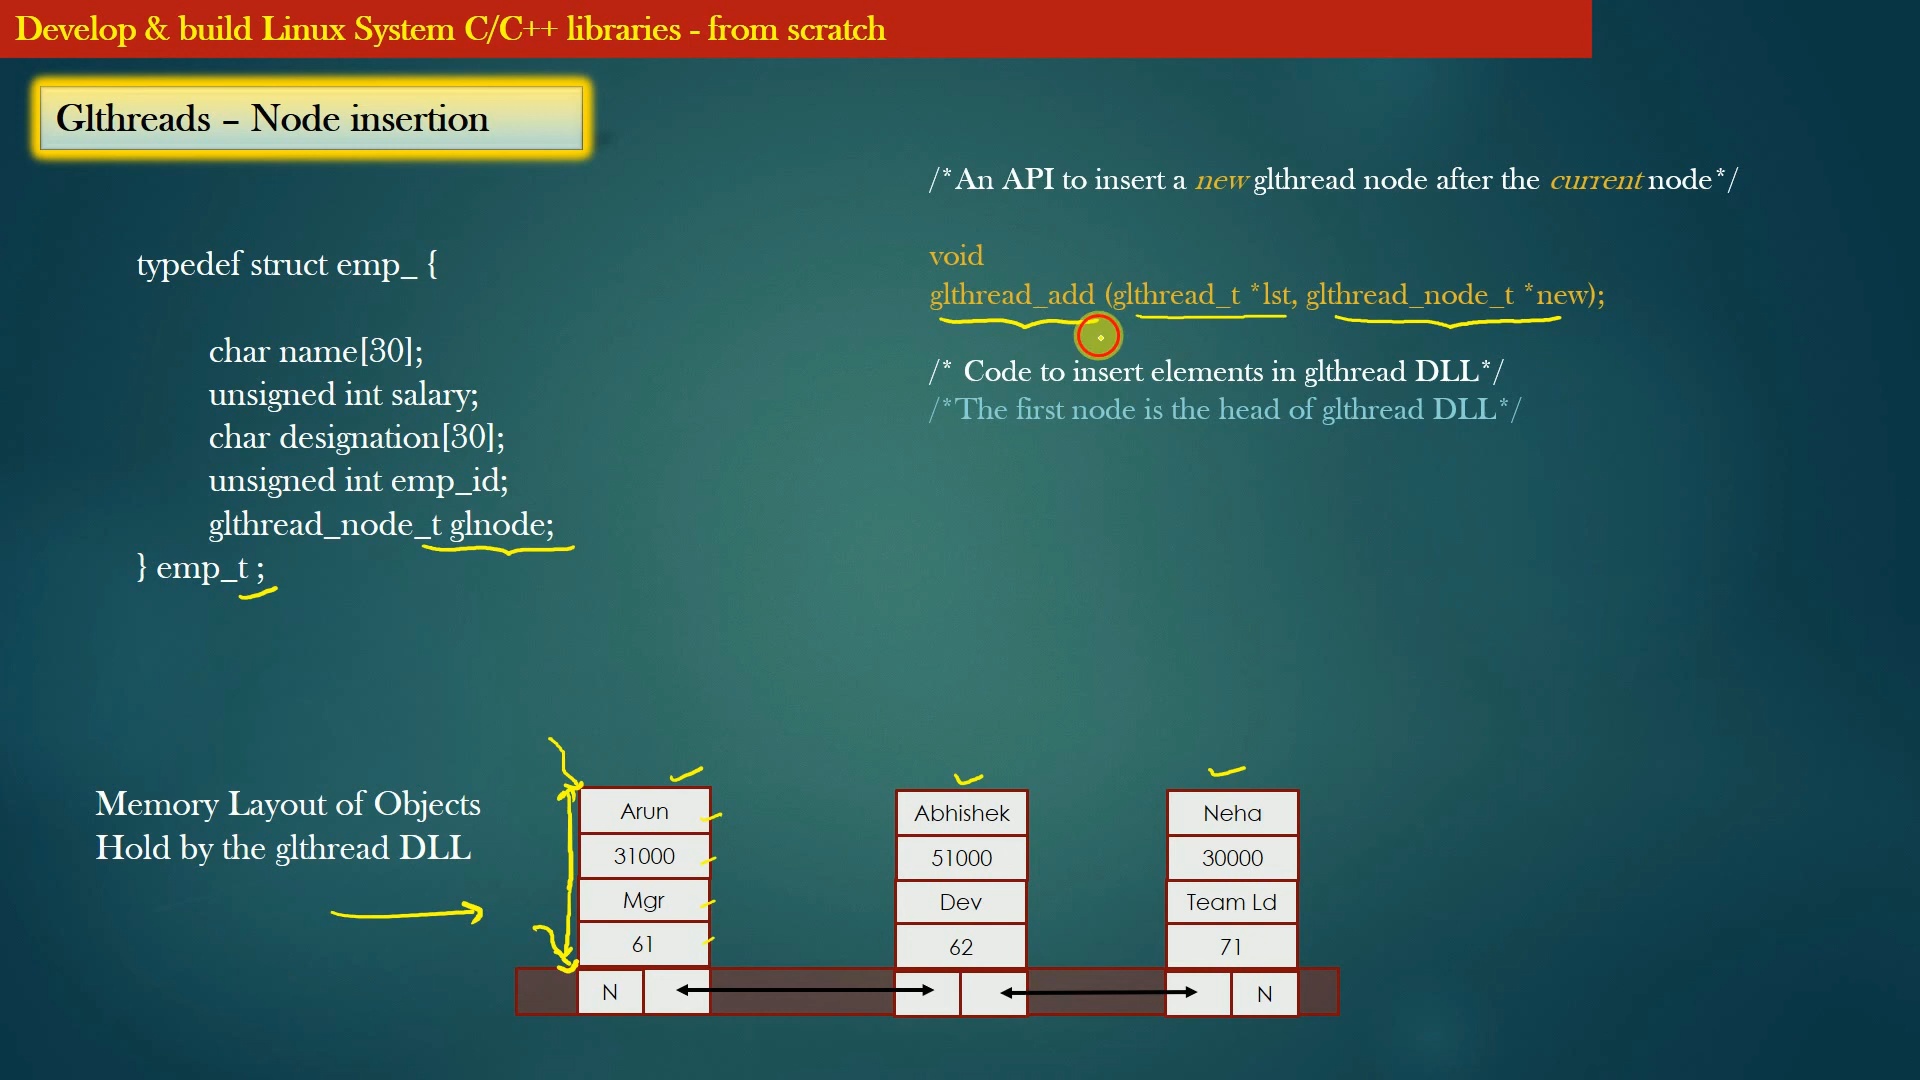 Develop & build Linux System C/C++ libraries - from scratch
Glthreads – Node insertion
typedef struct emp_ {
char name[30];
unsigned int salary;
char designation[30];
unsigned int emp_id;
glthread_node_t glnode;
} emp_t ;
/*An API to insert a new glthread node after the current node*/
void
glthread_add (glthread_t *lst, glthread_node_t *new);
/* Code to insert elements in glthread DLL*/
/*The first node is the head of glthread DLL*/
Memory Layout of Objects
Hold by the glthread DLL
Arun
31000
Mgr
61
N
Abhishek
51000
Dev
62
Neha
30000
Team Ld
71
N